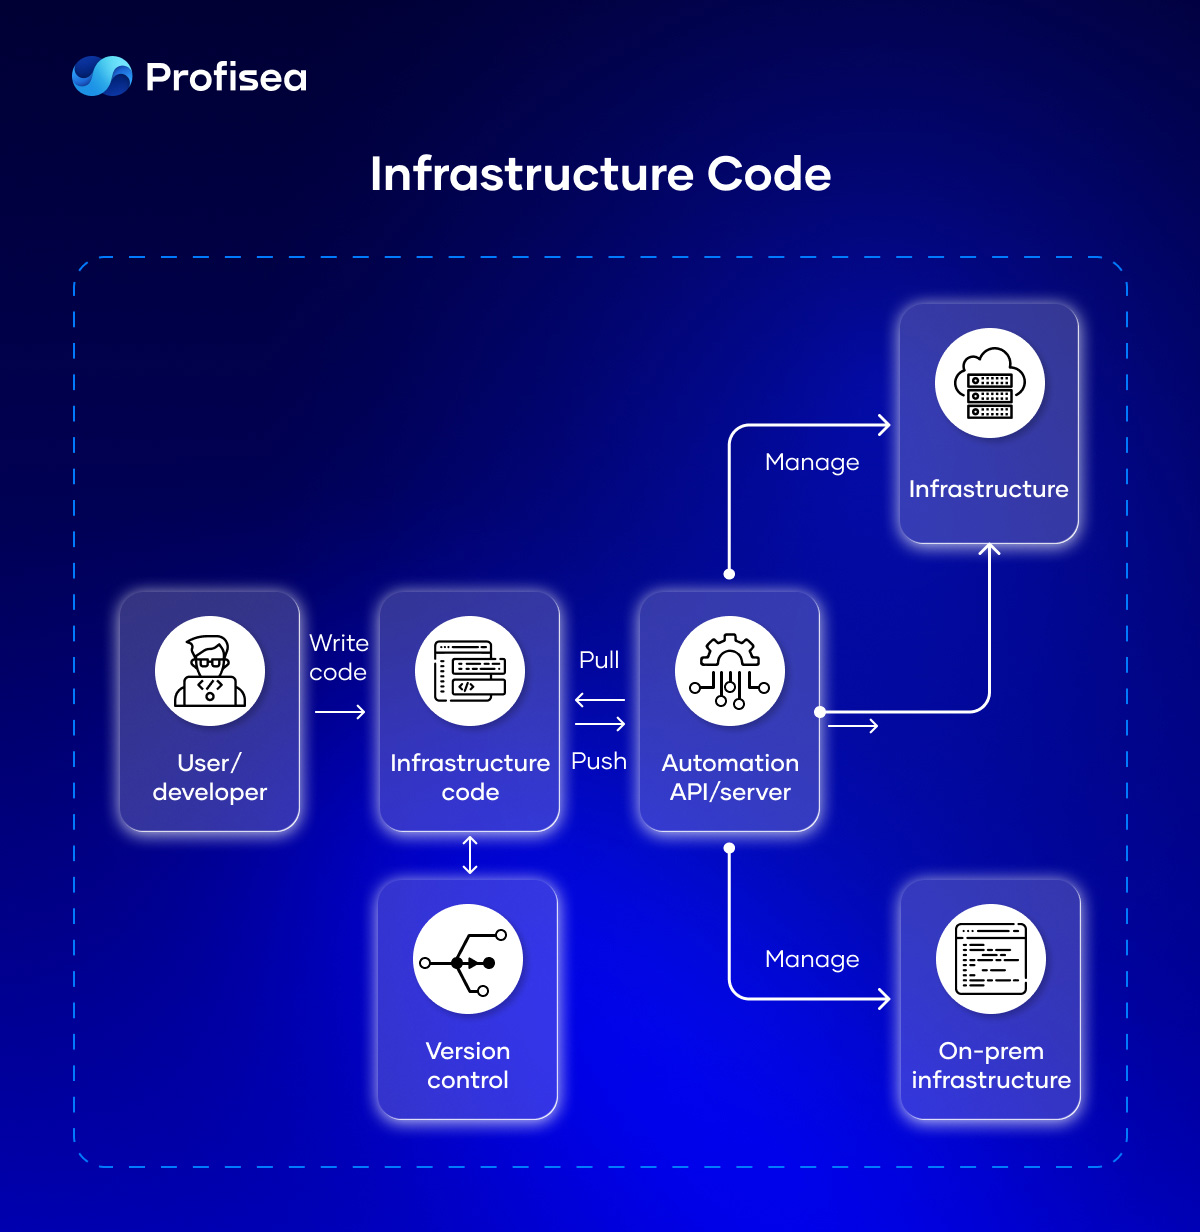 Profisea
Infrastructure Code
Infrastructure
Manage
User/
developer
Write
code
Infrastructure
code
Pull
Push
Automation
API/server
Version
control
Manage
On-prem
infrastructure